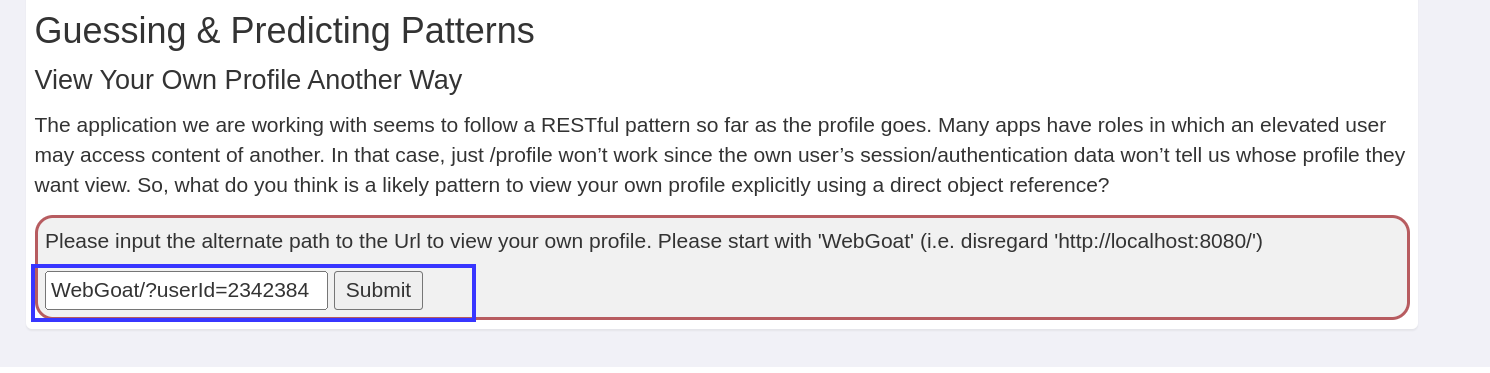 Guessing & Predicting Patterns
View Your Own Profile Another Way
The application we are working with seems to follow a RESTful pattern so far as the profile goes. Many apps have roles in which an elevated user
may access content of another. In that case, just /profile won’t work since the own user’s session/authentication data won’t tell us whose profile they
want view. So, what do you think is a likely pattern to view your own profile explicitly using a direct object reference?
Please input the alternate path to the Url to view your own profile. Please start with 'WebGoat' (i.e. disregard 'http://localhost:8080/')
WebGoat/?userId=2342384 Submit